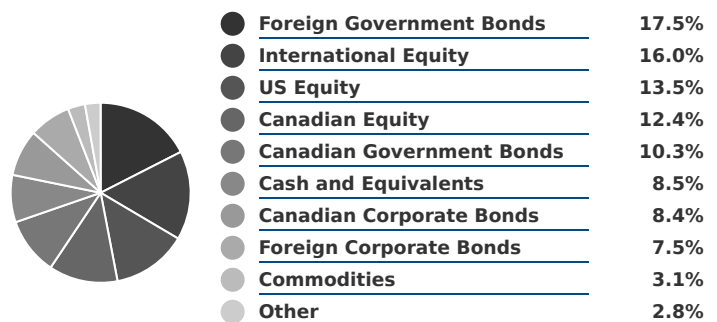 Foreign Government Bonds 17.5%
International Equity 16.0%
US Equity 13.5%
Canadian Equity 12.4%
Canadian Government Bonds 10.3%
Cash and Equivalents 8.5%
Canadian Corporate Bonds 8.4%
Foreign Corporate Bonds 7.5%
Commodities 3.1%
Other 2.8%